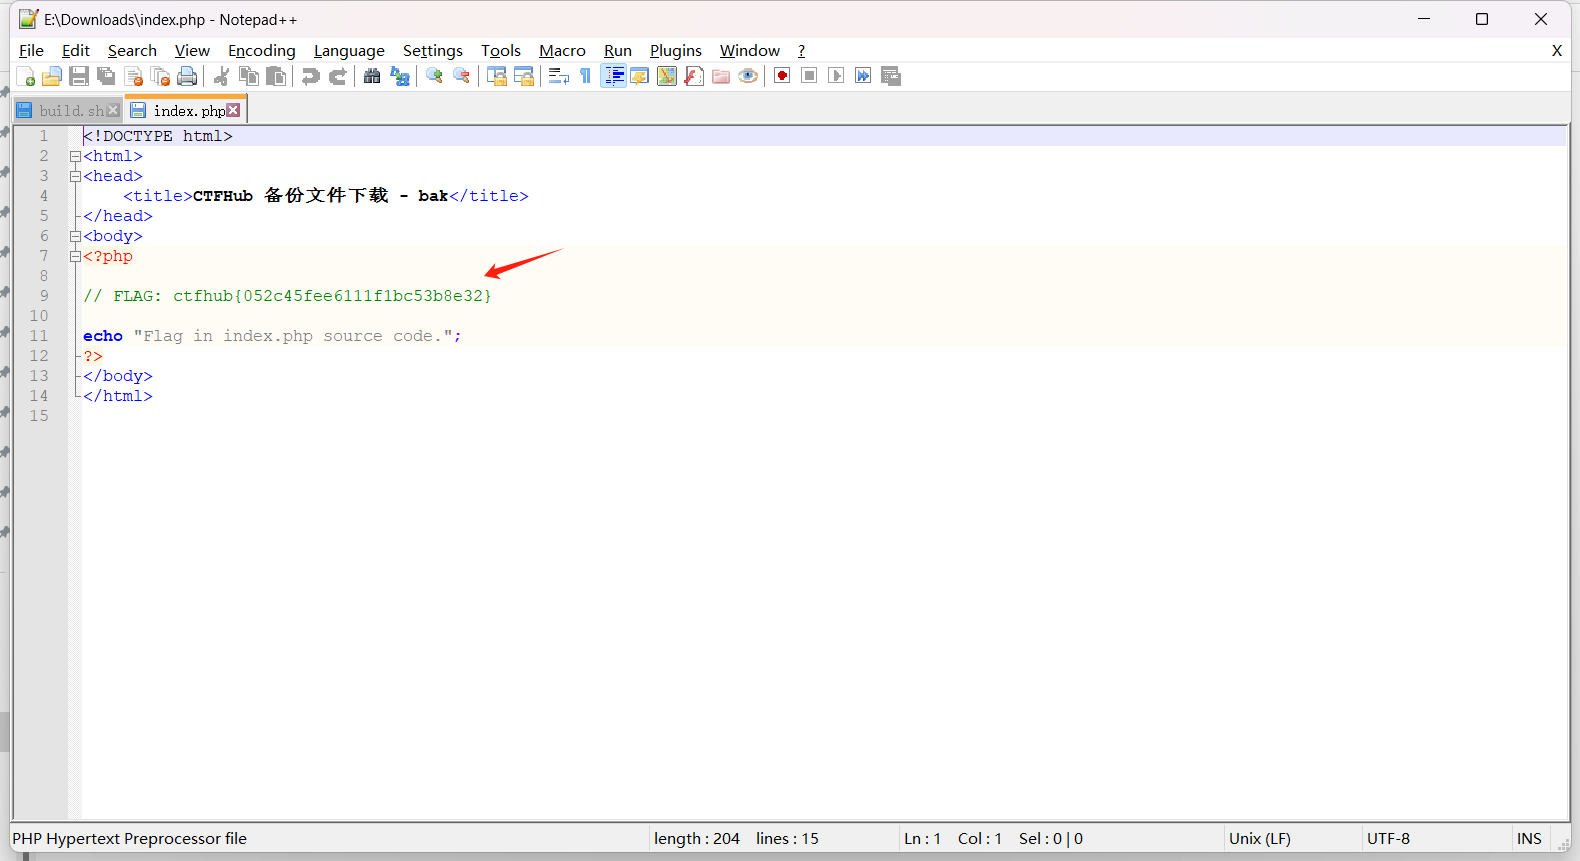 E:\Downloads\index.php - Notepad++
File Edit Search View Encoding Language Settings Tools Macro Run Plugins Window ? X
build.sh index.php
1 <!DOCTYPE html>
2 <html>
3 <head>
4 <title>CTFHub 备份文件下载 - bak</title>
5 </head>
6 <body>
7 <?php
8
9 // FLAG: ctfhub{052c45fee6111f1bc53b8e32}
10
11 echo "Flag in index.php source code.";
12 ?>
13 </body>
14 </html>
15
PHP Hypertext Preprocessor file length : 204 lines : 15 Ln : 1 Col : 1 Sel : 0 | 0 Unix (LF) UTF-8 INS